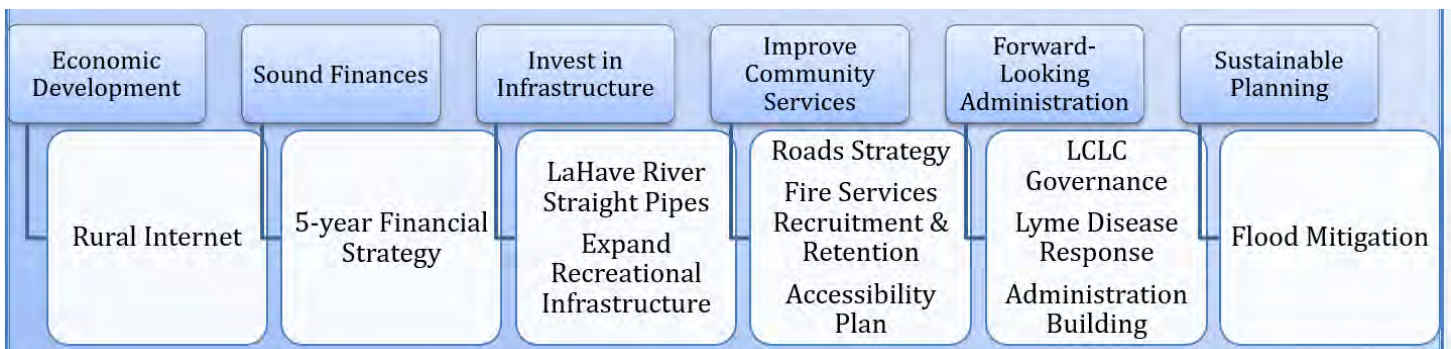 Economic
Development
Rural Internet
Sound Finances
5-year Financial
Strategy
Invest in
Infrastructure
LaHave River
Straight Pipes
Expand
Recreational
Infrastructure
Improve
Community
Services
Roads Strategy
Fire Services
Recruitment &
Retention
Accessibility
Plan
Forward-
Looking
Administration
LCLC
Governance
Lyme Disease
Response
Administration
Building
Sustainable
Planning
Flood Mitigation